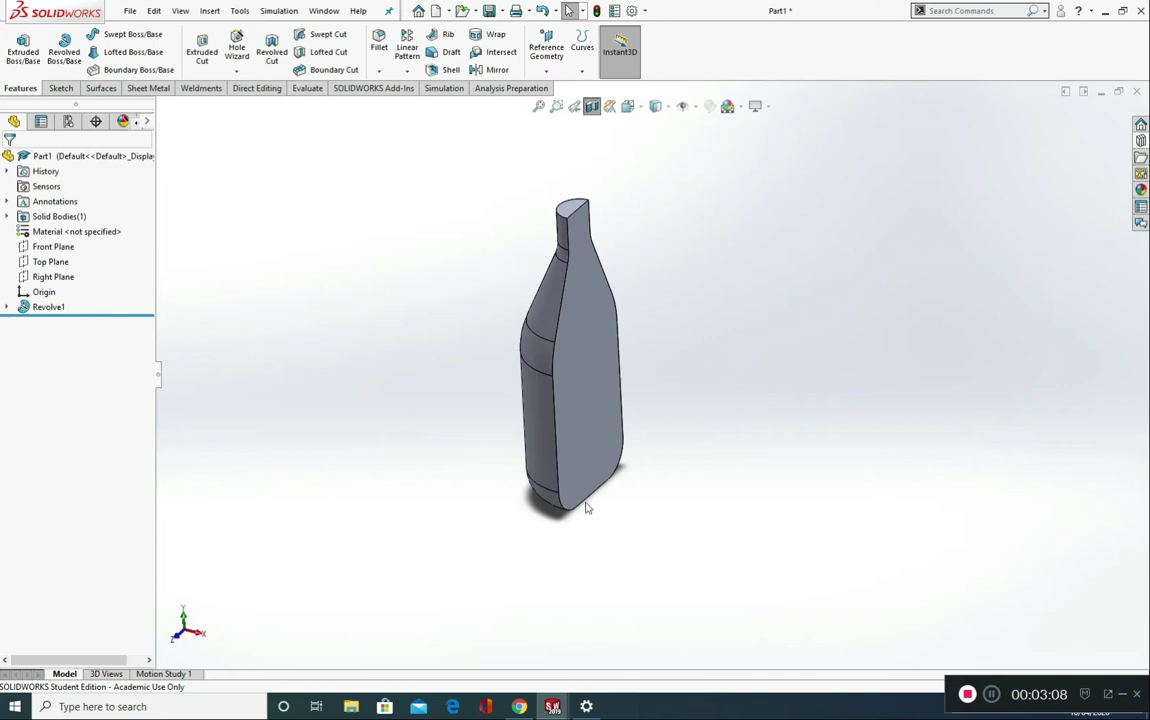 SOLIDWORKS
File Edit View Insert Tools Simulation Window Help
Part1 *
Search Commands
Extruded Boss/Base
Revolved Boss/Base
Swept Boss/Base
Lofted Boss/Base
Boundary Boss/Base
Extruded Cut
Hole Wizard
Revolved Cut
Swept Cut
Lofted Cut
Boundary Cut
Fillet
Linear Pattern
Rib
Draft
Shell
Wrap
Intersect
Mirror
Reference Geometry
Curves
Instant3D
Features Sketch Surfaces Sheet Metal Weldments Direct Editing Evaluate SOLIDWORKS Add-Ins Simulation Analysis Preparation
Part1 (Default<<Default>_Display
History
Sensors
Annotations
Solid Bodies(1)
Material <not specified>
Front Plane
Top Plane
Right Plane
Origin
Revolve1
Y
X
Z
Model 3D Views Motion Study 1
SOLIDWORKS Student Edition - Academic Use Only
Type here to search
00:03:08